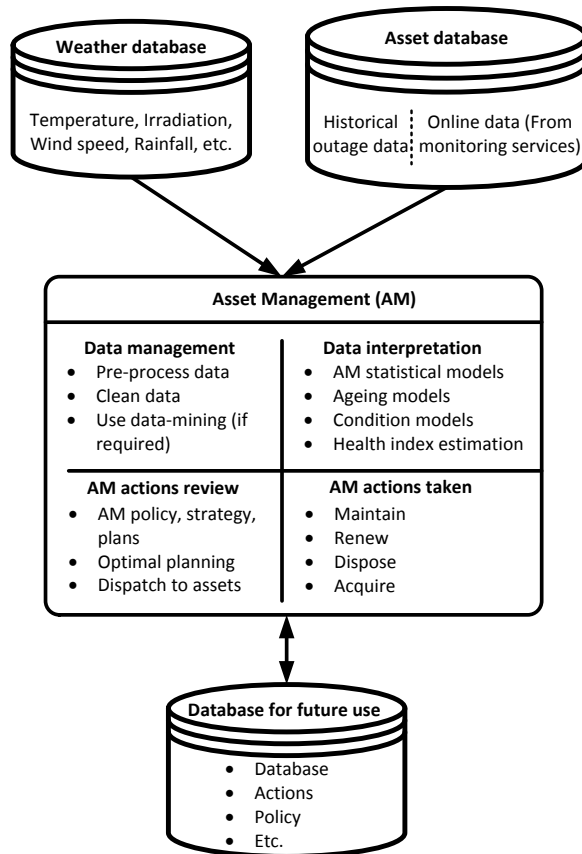 Weather database
Temperature, Irradiation,
Wind speed, Rainfall, etc.
Asset database
Historical
outage data
Online data (From
monitoring services)
Asset Management (AM)
Data management
• Pre-process data
• Clean data
• Use data-mining (if
required)
Data interpretation
• AM statistical models
• Ageing models
• Condition models
• Health index estimation
AM actions review
• AM policy, strategy,
plans
• Optimal planning
• Dispatch to assets
AM actions taken
• Maintain
• Renew
• Dispose
• Acquire
Database for future use
• Database
• Actions
• Policy
• Etc.